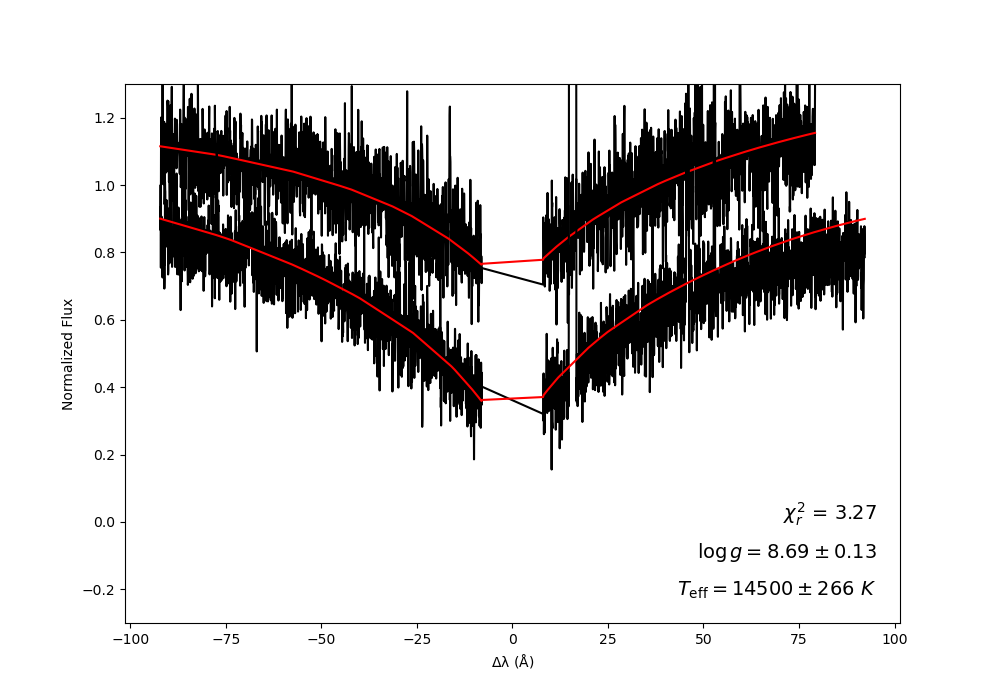 1.2
1.0
0.8
0.6
0.4
0.2
0.0
−0.2
Normalized Flux
χ²ᵣ = 3.27
log g = 8.69 ± 0.13
T_eff = 14500 ± 266 K
−100 −75 −50 −25 0 25 50 75 100
Δλ (Å)